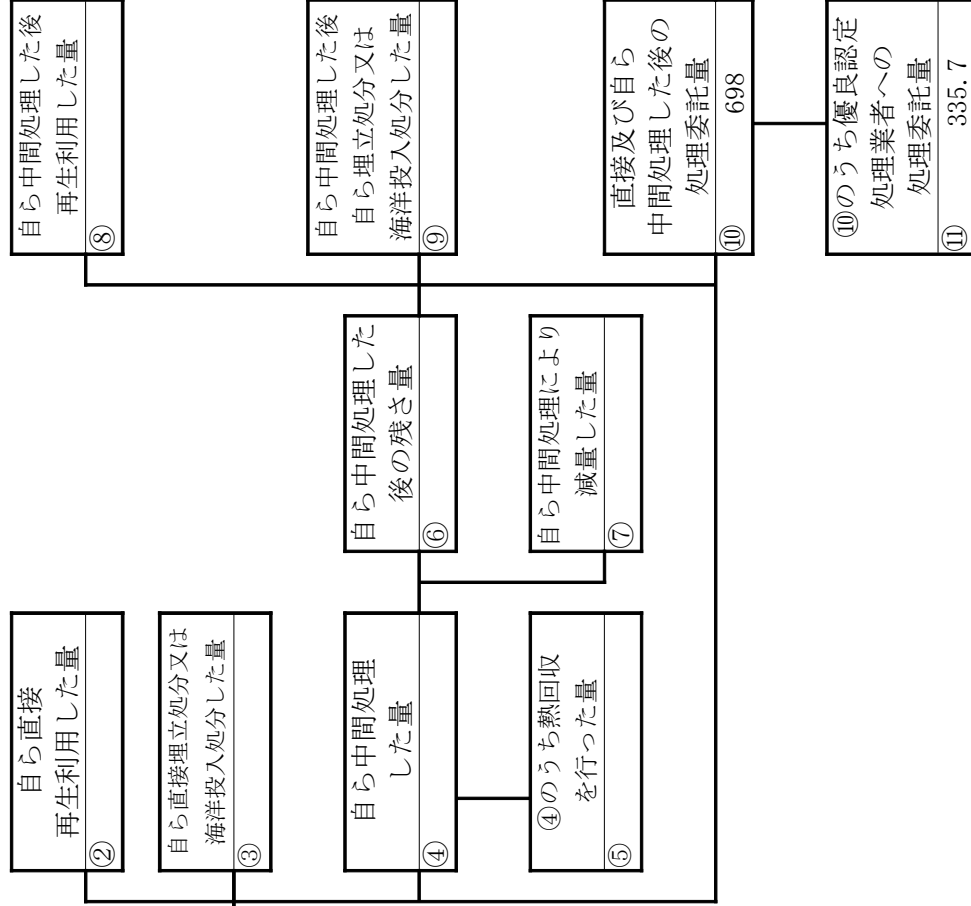 自ら直接
再生利用した量
②
自ら直接埋立処分又は
海洋投入処分した量
③
自ら中間処理
した量
④
④のうち熱回収
を行った量
⑤
自ら中間処理した
後の残さ量
⑥
自ら中間処理により
減量した量
⑦
自ら中間処理した後
再生利用した量
⑧
自ら中間処理した後
自ら埋立処分又は
海洋投入処分した量
⑨
直接及び自ら
中間処理した後の
処理委託量
⑩ 698
⑩のうち優良認定
処理業者への
処理委託量
⑪ 335.7